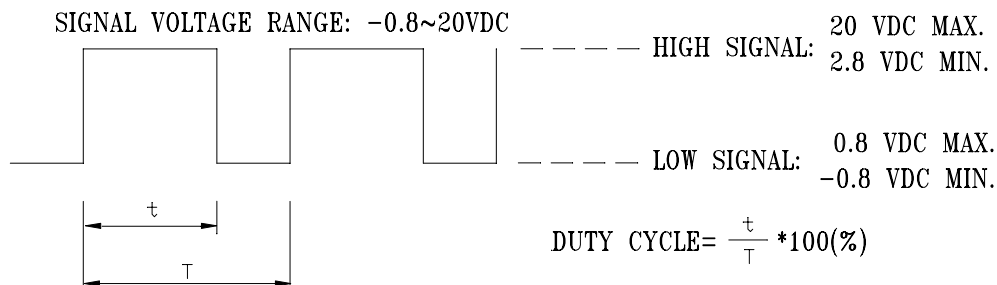 SIGNAL VOLTAGE RANGE: -0.8~20VDC
HIGH SIGNAL: 20 VDC MAX.
2.8 VDC MIN.
LOW SIGNAL: 0.8 VDC MAX.
-0.8 VDC MIN.
t
T
DUTY CYCLE= t/T *100(%)